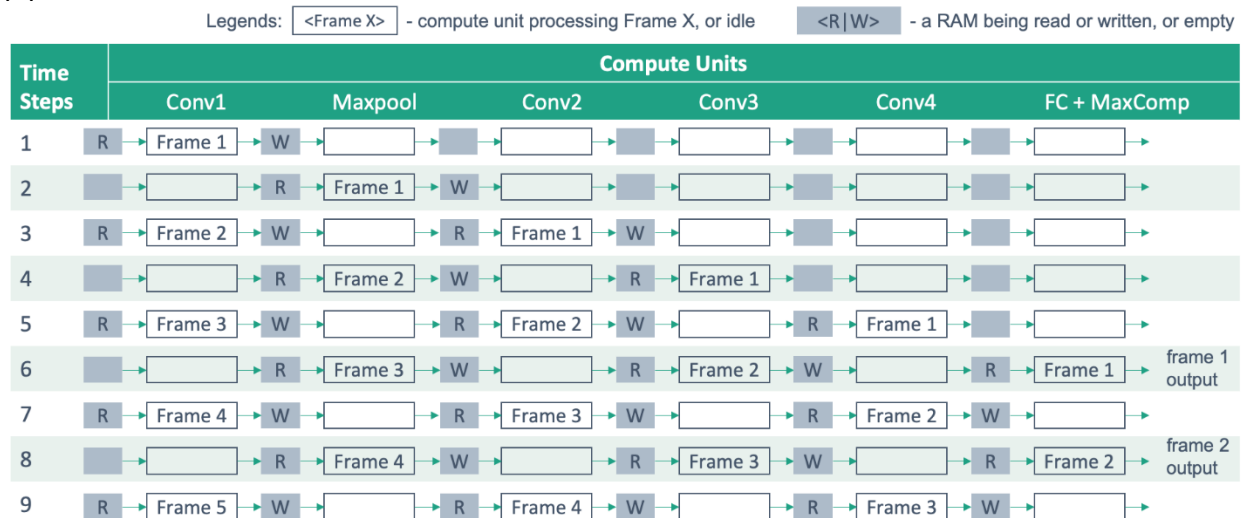 Legends: <Frame X> - compute unit processing Frame X, or idle <R|W> - a RAM being read or written, or empty
Time Steps Compute Units
Conv1 Maxpool Conv2 Conv3 Conv4 FC + MaxComp
1 R Frame 1 W
2 R Frame 1 W
3 R Frame 2 W R Frame 1 W
4 R Frame 2 W R Frame 1
5 R Frame 3 W R Frame 2 W R Frame 1
6 R Frame 3 W R Frame 2 W R Frame 1 frame 1 output
7 R Frame 4 W R Frame 3 W R Frame 2 W
8 R Frame 4 W R Frame 3 W R Frame 2 frame 2 output
9 R Frame 5 W R Frame 4 W R Frame 3 W